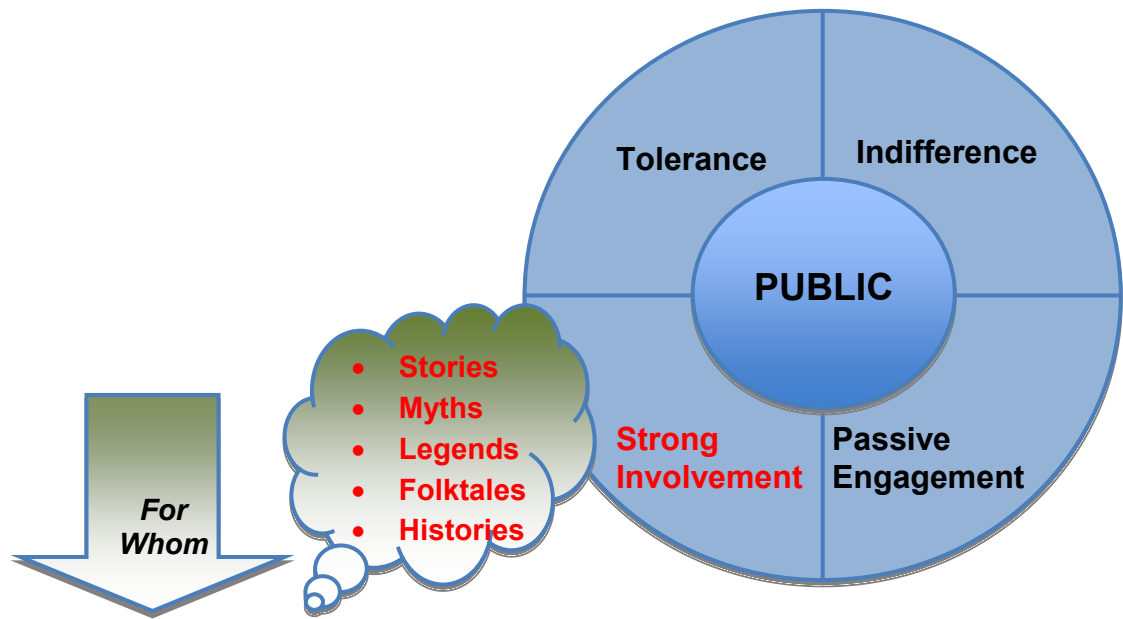 Tolerance
Indifference
PUBLIC
• Stories
• Myths
• Legends
• Folktales
• Histories
Strong
Involvement
Passive
Engagement
For
Whom